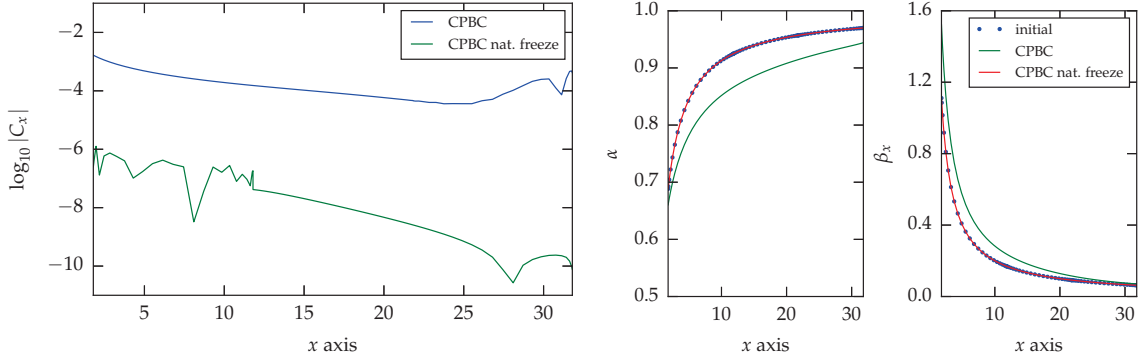 −2
−4
−6
−8
−10
log₁₀ |Cₓ|
5
10
15
20
25
30
x axis
CPBC
CPBC nat. freeze
1.0
0.9
0.8
0.7
0.6
0.5
α
10
20
30
x axis
1.6
1.2
0.8
0.4
0.0
βₓ
10
20
30
x axis
initial
CPBC
CPBC nat. freeze